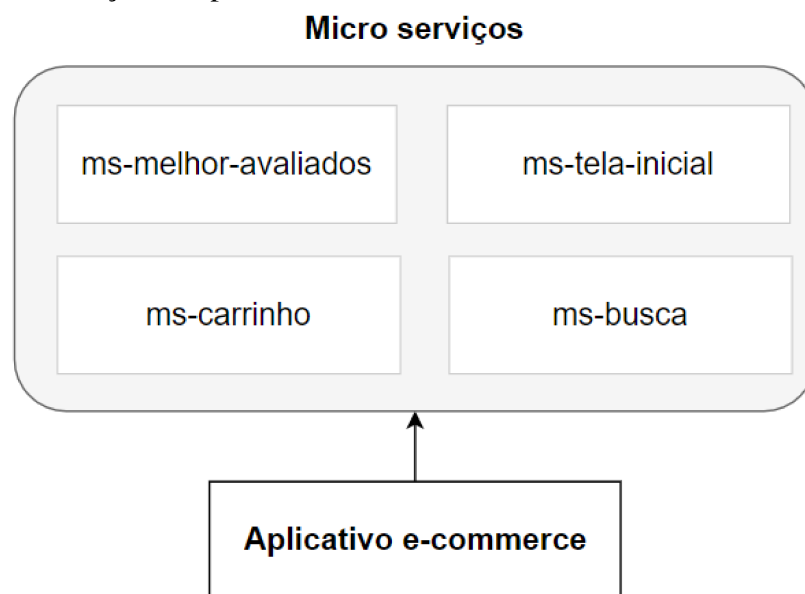 Micro serviços
ms-melhor-avaliados
ms-tela-inicial
ms-carrinho
ms-busca
Aplicativo e-commerce